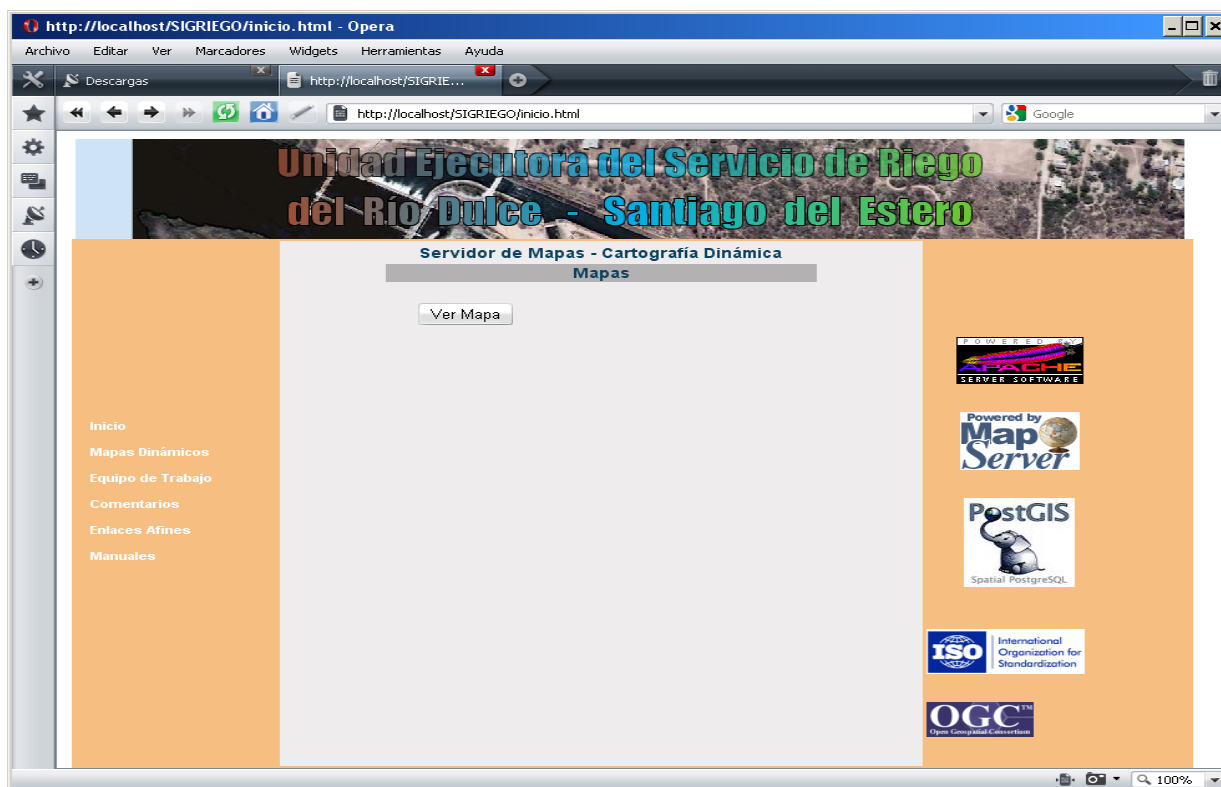 http://localhost/SIGRIEGO/inicio.html - Opera
Archivo Editar Ver Marcadores Widgets Herramientas Ayuda
Descargas
http://localhost/SIGRIE...
http://localhost/SIGRIEGO/inicio.html
Google
Unidad Ejecutora del Servicio de Riego
del Río Dulce - Santiago del Estero
Servidor de Mapas - Cartografía Dinámica
Mapas
Ver Mapa
Inicio
Mapas Dinámicos
Equipo de Trabajo
Comentarios
Enlaces Afines
Manuales
POWERED BY
APACHE
SERVER SOFTWARE
Powered by
Map
Server
PostGIS
Spatial PostgreSQL
ISO
International
Organization for
Standardization
OGC™
Open Geospatial Consortium
100%